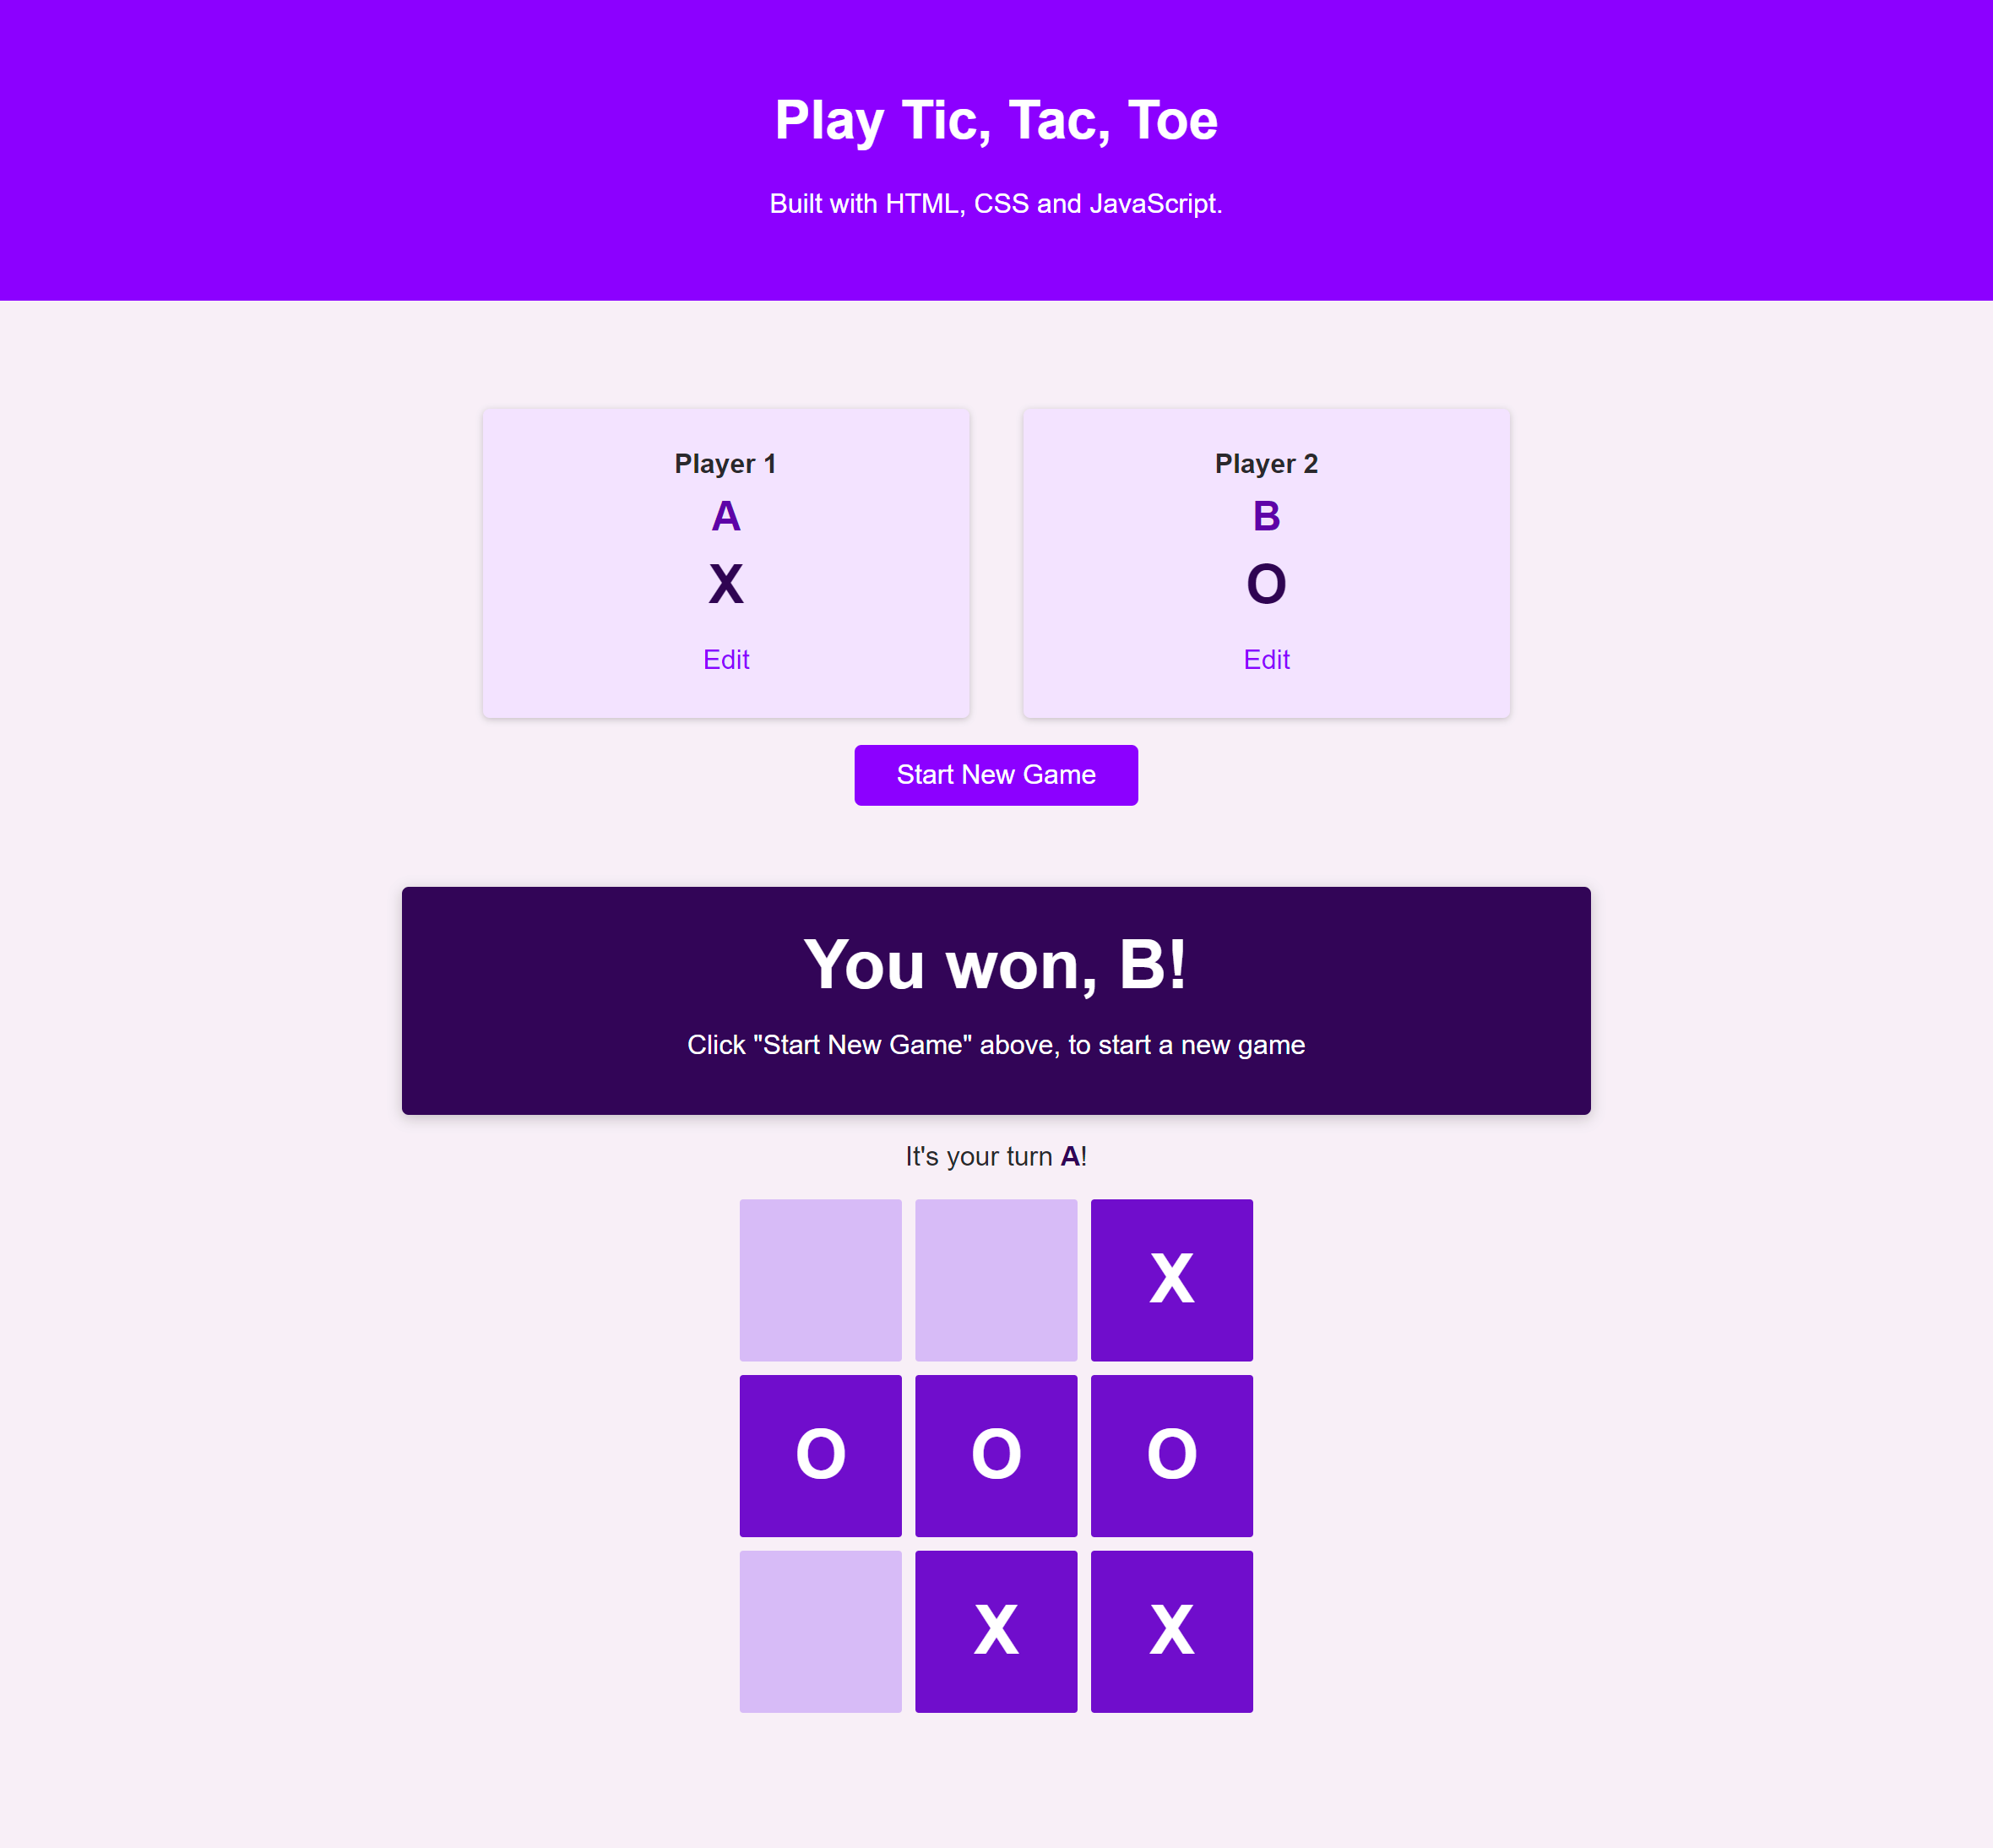 Play Tic, Tac, Toe
Built with HTML, CSS and JavaScript.
Player 1
A
X
Edit
Player 2
B
O
Edit
Start New Game
You won, B!
Click "Start New Game" above, to start a new game
It's your turn A!
X
O O O
X X